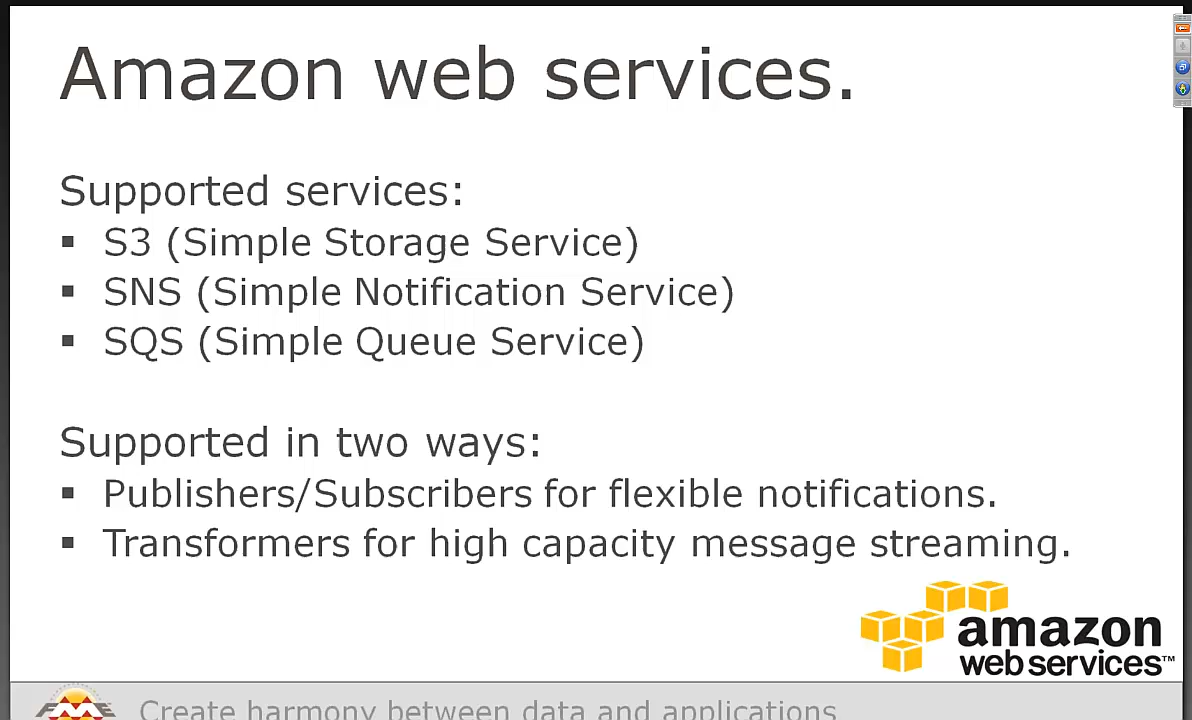 Amazon web services.
Supported services:
▪ S3 (Simple Storage Service)
▪ SNS (Simple Notification Service)
▪ SQS (Simple Queue Service)
Supported in two ways:
▪ Publishers/Subscribers for flexible notifications.
▪ Transformers for high capacity message streaming.
amazon
web services™
FME
Create harmony between data and applications